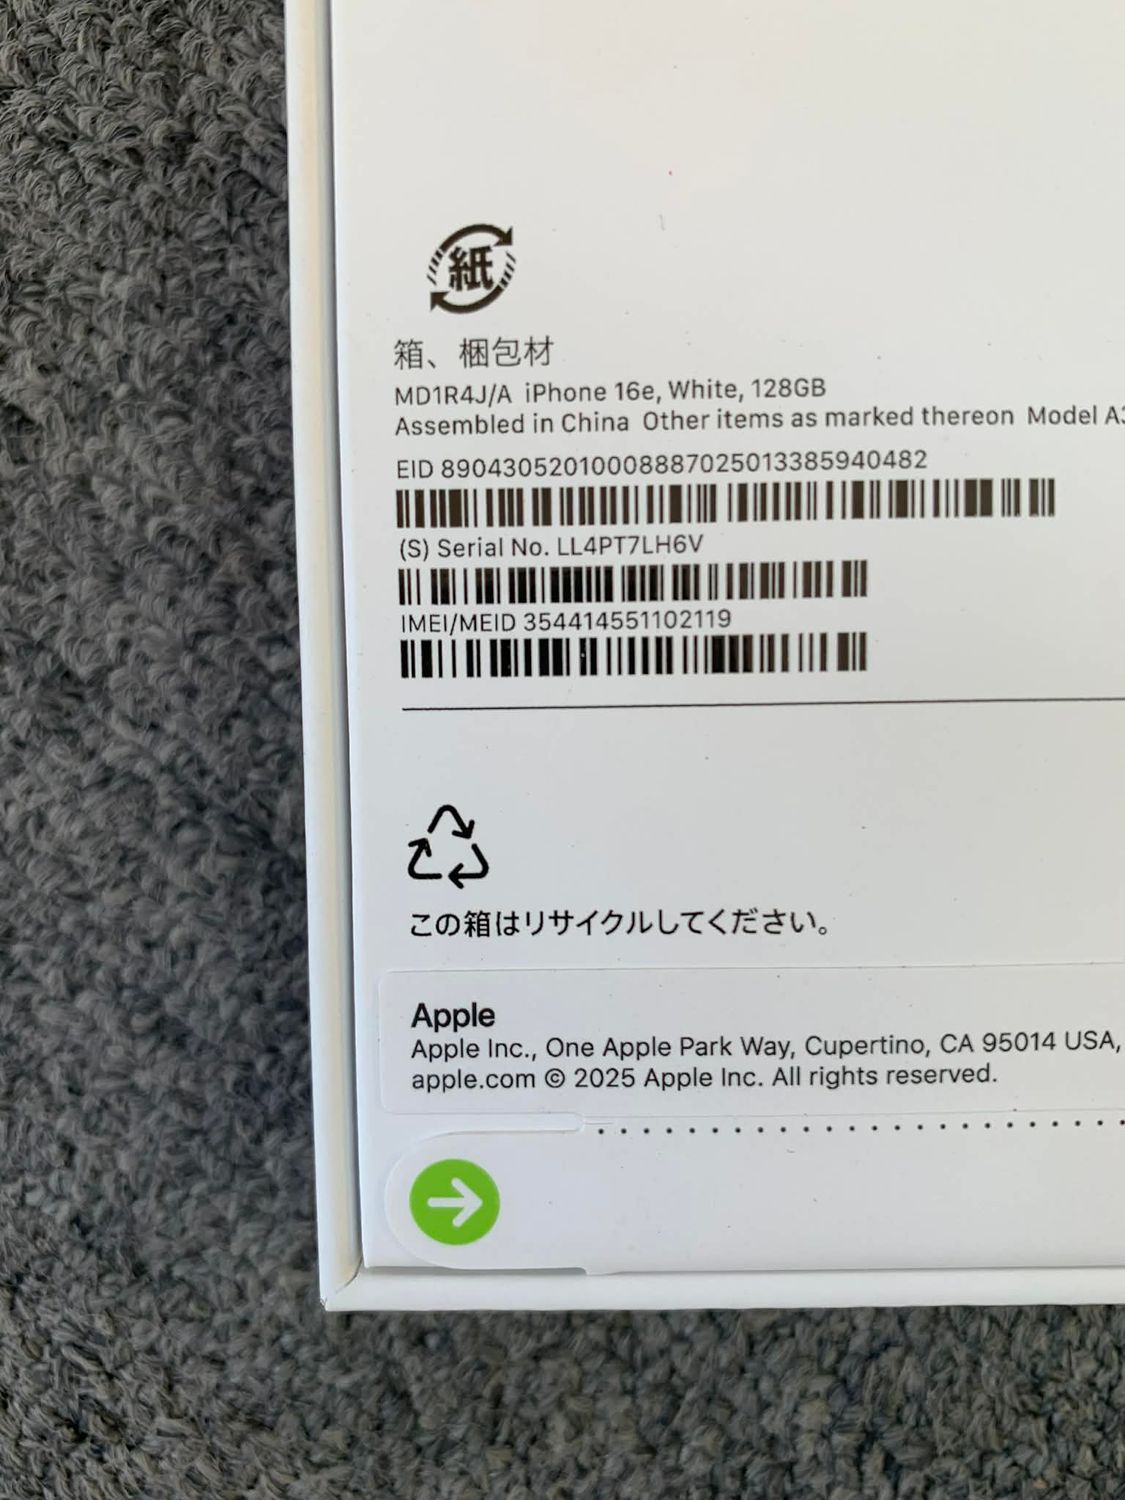 紙
箱、梱包材
MD1R4J/A iPhone 16e, White, 128GB
Assembled in China Other items as marked thereon Model
EID 89043052010008887025013385940482
(S) Serial No. LL4PT7LH6V
IMEI/MEID 354414551102119
この箱はリサイクルしてください。
Apple
Apple Inc., One Apple Park Way, Cupertino, CA 95014 USA,
apple.com © 2025 Apple Inc. All rights reserved.